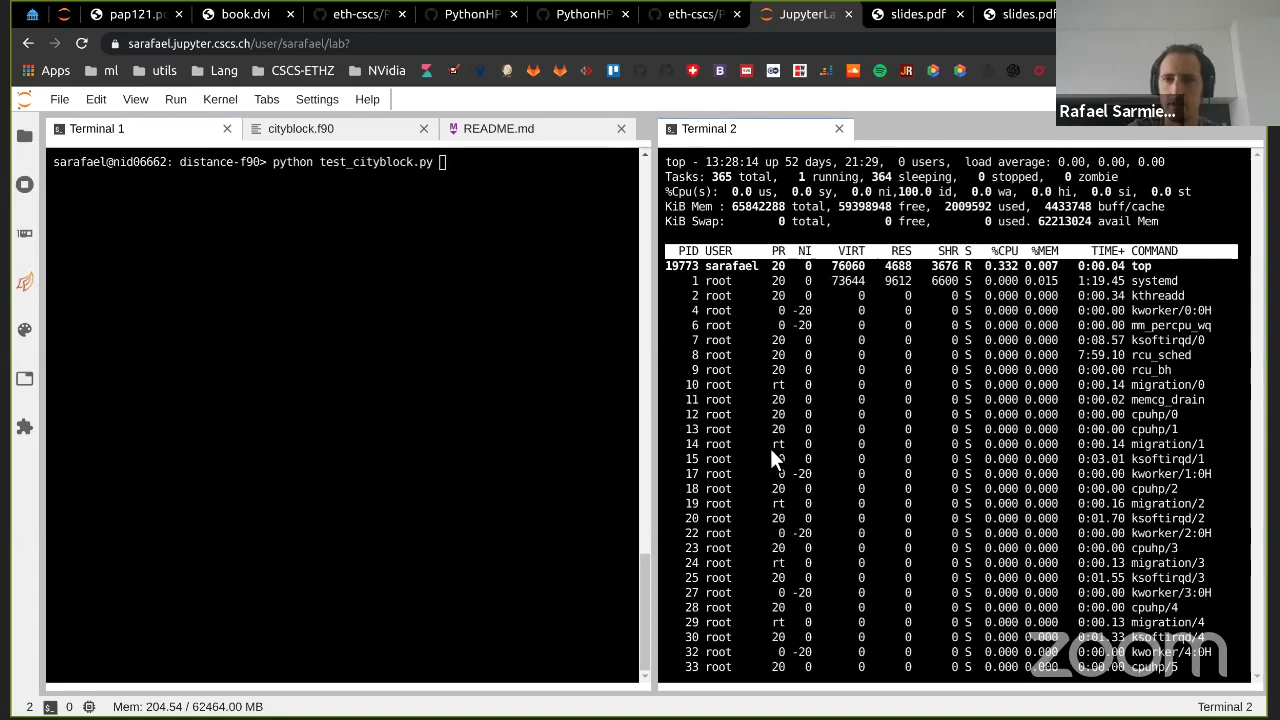 pap121.pd
book.dvi
eth-cscs/P
PythonHP
PythonHP
eth-cscs/P
JupyterLa
slides.pdf
slides.pdf
sarafael.jupyter.cscs.ch/user/sarafael/lab?
Apps ml utils Lang CSCS-ETHZ NVidia
Rafael Sarmie...
File Edit View Run Kernel Tabs Settings Help
Terminal 1
cityblock.f90
README.md
Terminal 2
sarafael@nid06662: distance-f90> python test_cityblock.py
top - 13:28:14 up 52 days, 21:29, 0 users, load average: 0.00, 0.00, 0.00
Tasks: 365 total, 1 running, 364 sleeping, 0 stopped, 0 zombie
%Cpu(s): 0.0 us, 0.0 sy, 0.0 ni,100.0 id, 0.0 wa, 0.0 hi, 0.0 si, 0.0 st
KiB Mem : 65842288 total, 59398948 free, 2009592 used, 4433748 buff/cache
KiB Swap: 0 total, 0 free, 0 used. 62213024 avail Mem
PID USER PR NI VIRT RES SHR S %CPU %MEM TIME+ COMMAND
19773 sarafael 20 0 76060 4688 3676 R 0.332 0.007 0:00.04 top
1 root 20 0 73644 9612 6600 S 0.000 0.015 1:19.45 systemd
2 root 20 0 0 0 0 S 0.000 0.000 0:00.34 kthreadd
4 root 0 -20 0 0 0 S 0.000 0.000 0:00.00 kworker/0:0H
6 root 0 -20 0 0 0 S 0.000 0.000 0:00.00 mm_percpu_wq
7 root 20 0 0 0 0 S 0.000 0.000 0:08.57 ksoftirqd/0
8 root 20 0 0 0 0 S 0.000 0.000 7:59.10 rcu_sched
9 root 20 0 0 0 0 S 0.000 0.000 0:00.00 rcu_bh
10 root rt 0 0 0 0 S 0.000 0.000 0:00.14 migration/0
11 root 20 0 0 0 0 S 0.000 0.000 0:00.02 memcg_drain
12 root 20 0 0 0 0 S 0.000 0.000 0:00.00 cpuhp/0
13 root 20 0 0 0 0 S 0.000 0.000 0:00.00 cpuhp/1
14 root rt 0 0 0 0 S 0.000 0.000 0:00.14 migration/1
15 root 0 0 0 0 S 0.000 0.000 0:03.01 ksoftirqd/1
17 root 0 -20 0 0 0 S 0.000 0.000 0:00.00 kworker/1:0H
18 root 20 0 0 0 0 S 0.000 0.000 0:00.00 cpuhp/2
19 root rt 0 0 0 0 S 0.000 0.000 0:00.16 migration/2
20 root 20 0 0 0 0 S 0.000 0.000 0:01.70 ksoftirqd/2
22 root 0 -20 0 0 0 S 0.000 0.000 0:00.00 kworker/2:0H
23 root 20 0 0 0 0 S 0.000 0.000 0:00.00 cpuhp/3
24 root rt 0 0 0 0 S 0.000 0.000 0:00.13 migration/3
25 root 20 0 0 0 0 S 0.000 0.000 0:01.55 ksoftirqd/3
27 root 0 -20 0 0 0 S 0.000 0.000 0:00.00 kworker/3:0H
28 root 20 0 0 0 0 S 0.000 0.000 0:00.00 cpuhp/4
29 root rt 0 0 0 0 S 0.000 0.000 0:00.13 migration/4
30 root 20 0 0 0 0 S 0.000 0.000 0:01.33 ksoftirqd/4
32 root 0 -20 0 0 0 S 0.000 0.000 0:00.00 kworker/4:0H
33 root 20 0 0 0 0 S 0.000 0.000 0:00.00 cpuhp/5
zoom
2 0 Mem: 204.54 / 62464.00 MB
Terminal 2